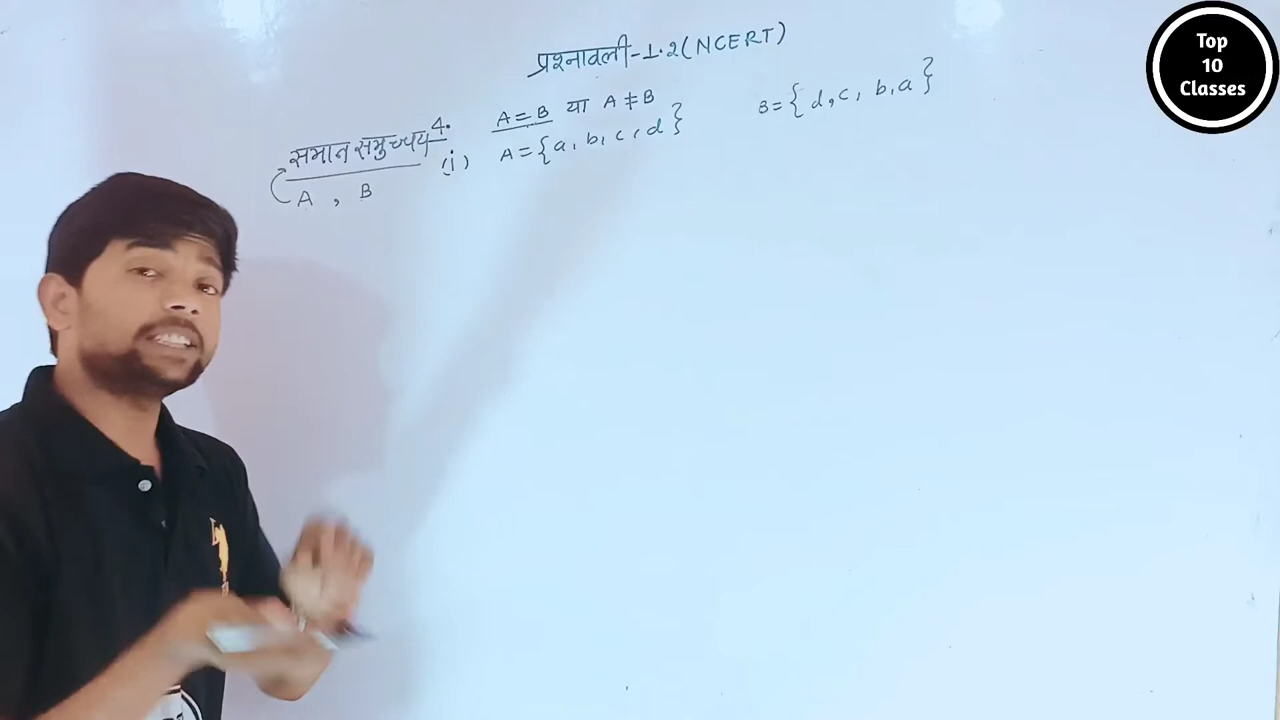 प्रश्नावली-1.2(NCERT)
समान समुच्चय
A , B
4. A=B या A≠B
(i) A={a, b, c, d} B={d, c, b, a}
Top
10
Classes